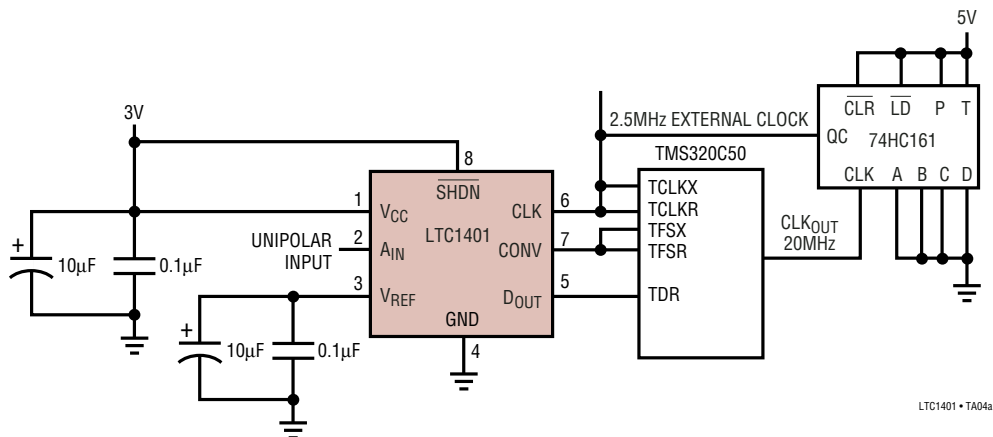 5V
CLR LD P T
QC 74HC161
CLK A B C D
2.5MHz EXTERNAL CLOCK
TMS320C50
TCLKX
TCLKR
TFSX
TFSR
TDR
CLKOUT
20MHz
3V
8
SHDN
1
VCC
CLK
6
UNIPOLAR
INPUT
2
AIN
LTC1401
CONV
7
3
VREF
DOUT
5
GND
4
+
10µF
0.1µF
+
10µF
0.1µF
LTC1401 • TA04a